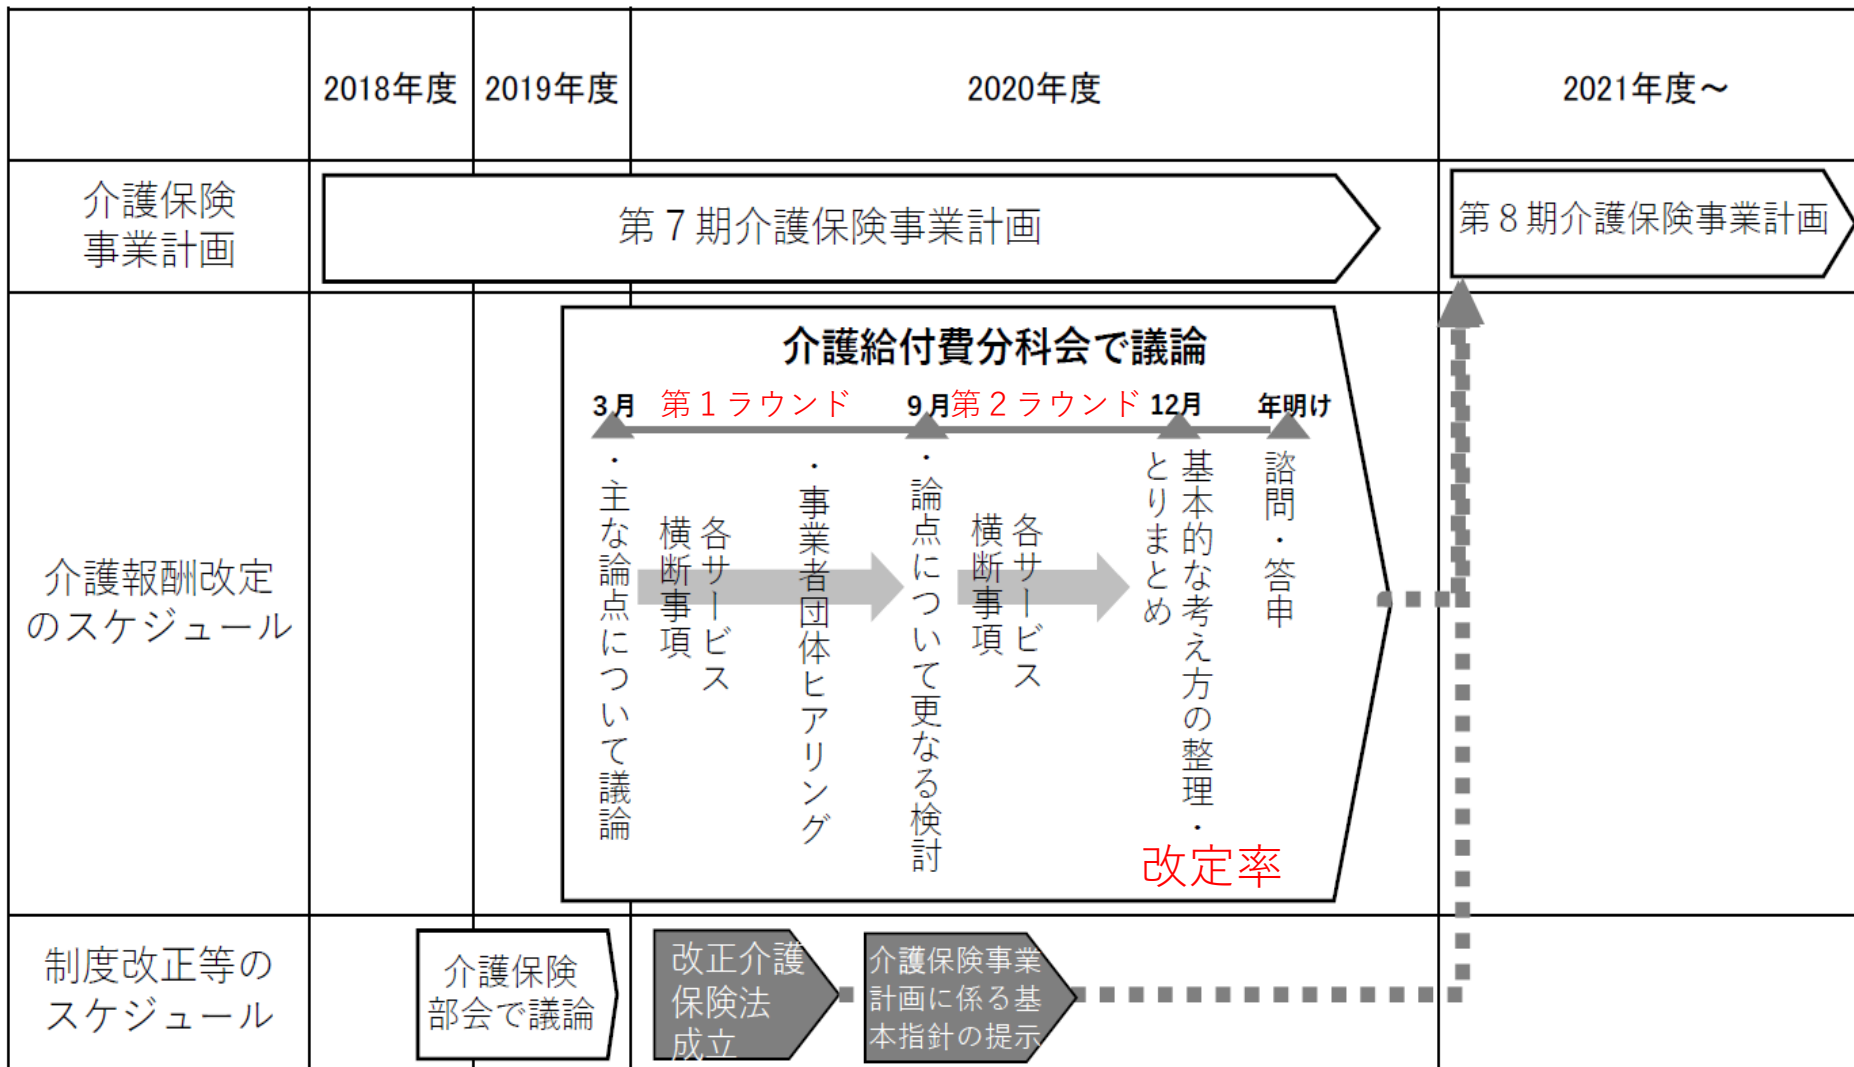 2018年度
2019年度
2020年度
2021年度～
介護保険
事業計画
第７期介護保険事業計画
第８期介護保険事業計画
介護報酬改定
のスケジュール
介護給付費分科会で議論
3月
第１ラウンド
9月
第２ラウンド
12月
年明け
・主な論点について議論
各サービス
横断事項
・事業者団体ヒアリング
・論点について更なる検討
各サービス
横断事項
基本的な考え方の整理・
とりまとめ
改定率
諮問・答申
制度改正等の
スケジュール
介護保険
部会で議論
改正介護
保険法
成立
介護保険事業
計画に係る基
本指針の提示